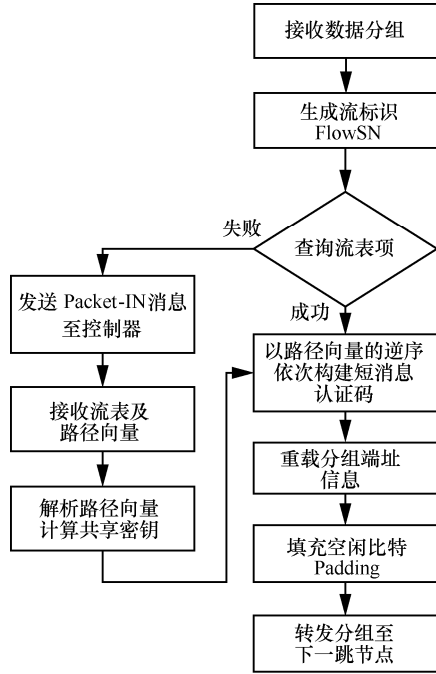 接收数据分组
生成流标识
FlowSN
查询流表项
失败
成功
发送 Packet-IN消息
至控制器
接收流表及
路径向量
解析路径向量
计算共享密钥
以路径向量的逆序
依次构建短消息
认证码
重载分组端址
信息
填充空闲比特
Padding
转发分组至
下一跳节点